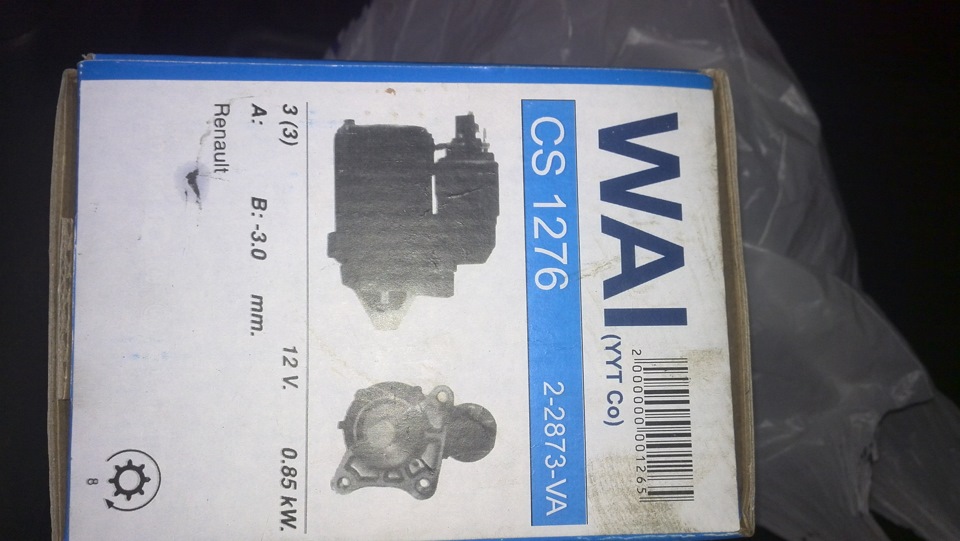 WAI (YYT Co)
2000000001265
CS 1276 2-2873-VA
3 (3) 12 V. 0.85 kW.
A: B: -3.0 mm.
Renault
8